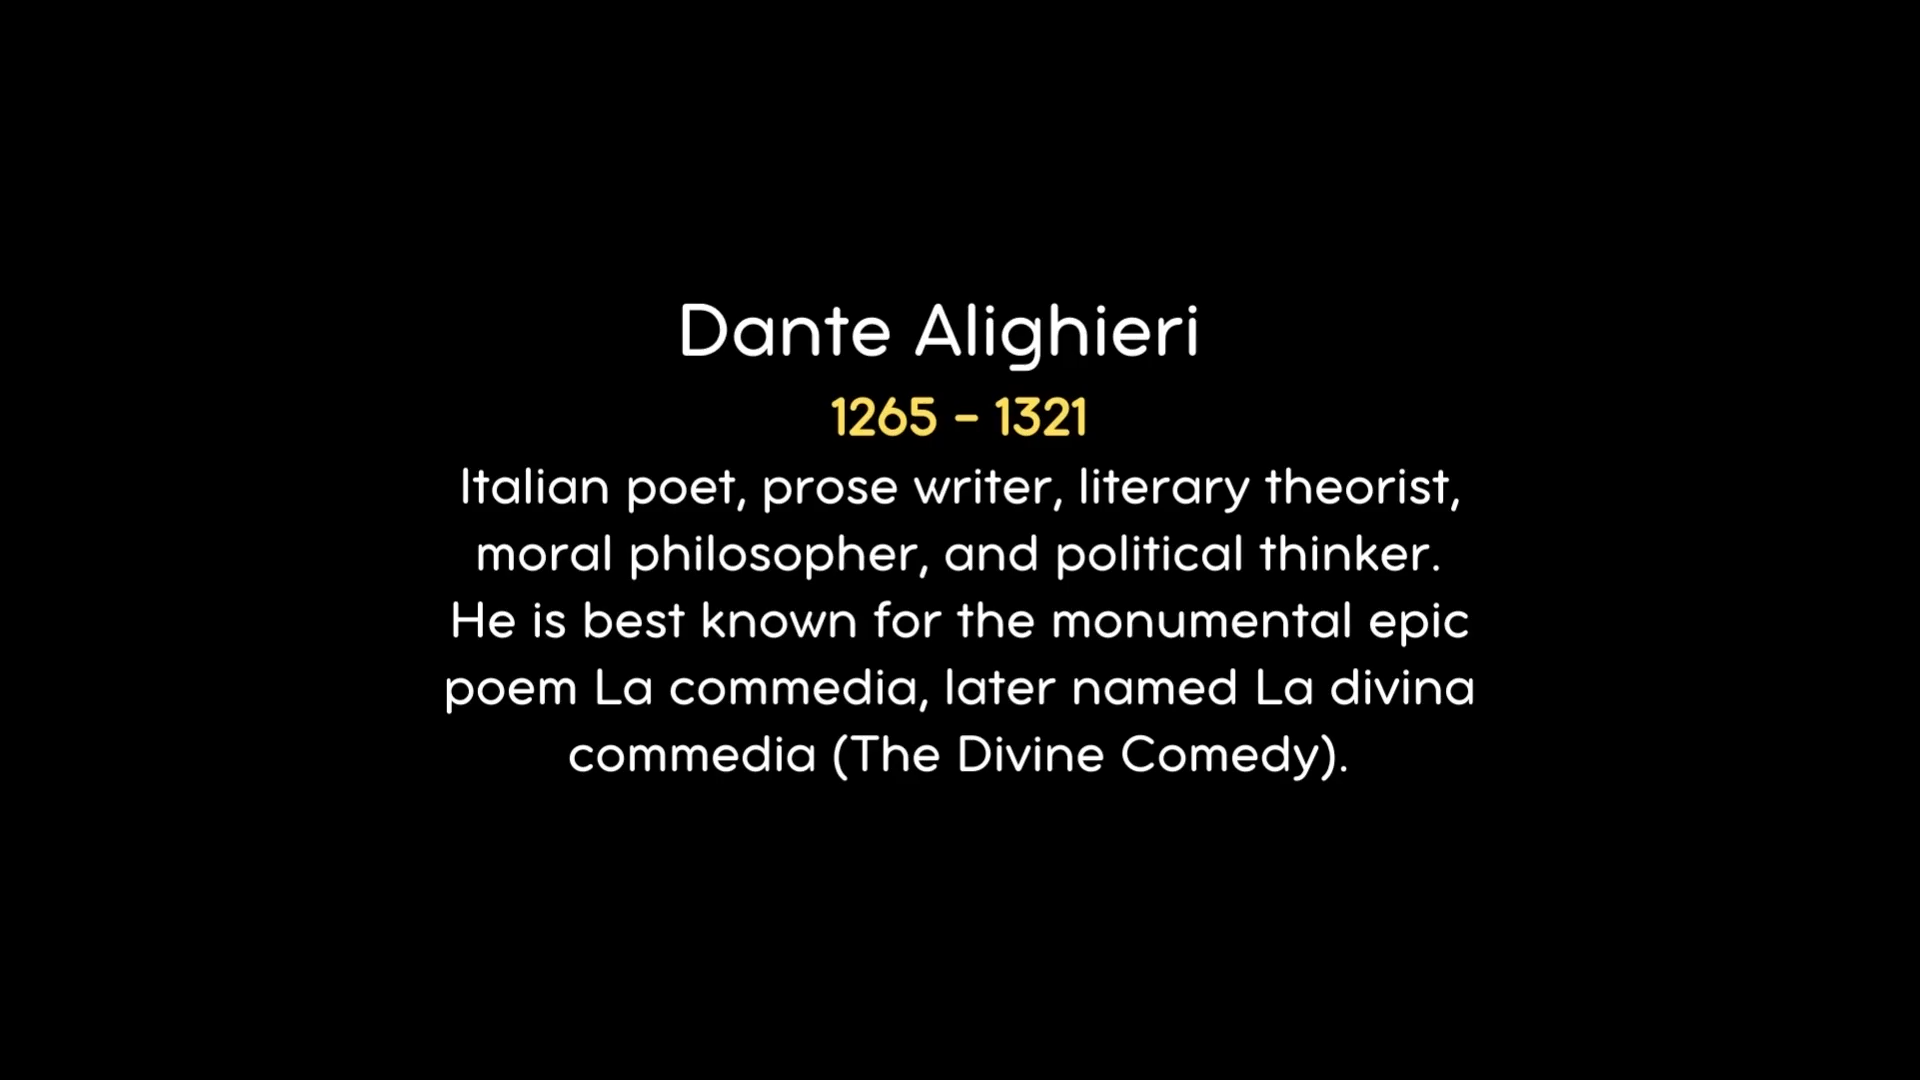 Dante Alighieri
1265 - 1321
Italian poet, prose writer, literary theorist,
moral philosopher, and political thinker.
He is best known for the monumental epic
poem La commedia, later named La divina
commedia (The Divine Comedy).